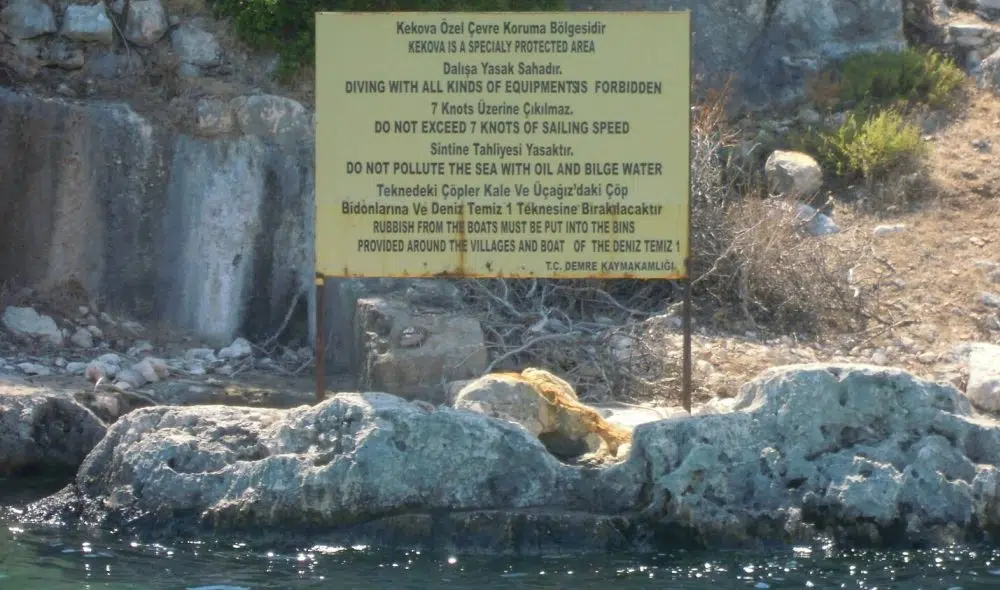 Kekova Özel Çevre Koruma Bölgesidir
KEKOVA IS A SPECIALY PROTECTED AREA
Dalışa Yasak Sahadır.
DIVING WITH ALL KINDS OF EQUIPMENTSS FORBIDDEN
7 Knots Üzerine Çıkılmaz.
DO NOT EXCEED 7 KNOTS OF SAILING SPEED
Sintine Tahliyesi Yasaktır.
DO NOT POLLUTE THE SEA WITH OIL AND BILGE WATER
Teknedeki Çöpler Kale Ve Üçağız'daki Çöp
Bidonlarına Ve Deniz Temiz 1 Teknesine Bırakılacaktır
RUBBISH FROM THE BOATS MUST BE PUT INTO THE BINS
PROVIDED AROUND THE VILLAGES AND BOAT OF THE DENIZ TEMIZ 1
T.C. DEMRE KAYMAKAMLIĞI